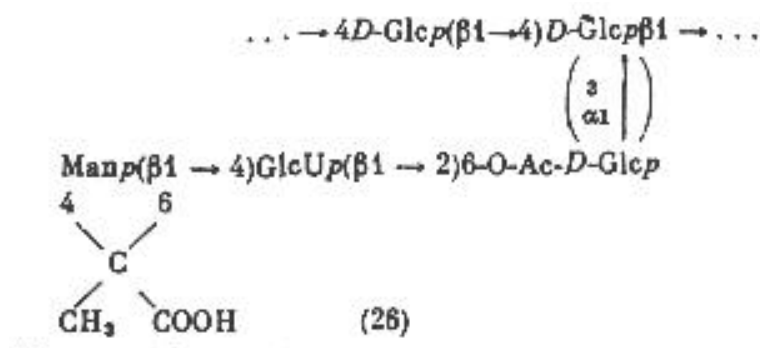 ... → 4D-Glcp(β1→4)D-Glcpβ1 → ...
3
α1
Manp(β1 → 4)GlcUp(β1 → 2)6-O-Ac-D-Glcp
4 6
C
CH₃ COOH (26)